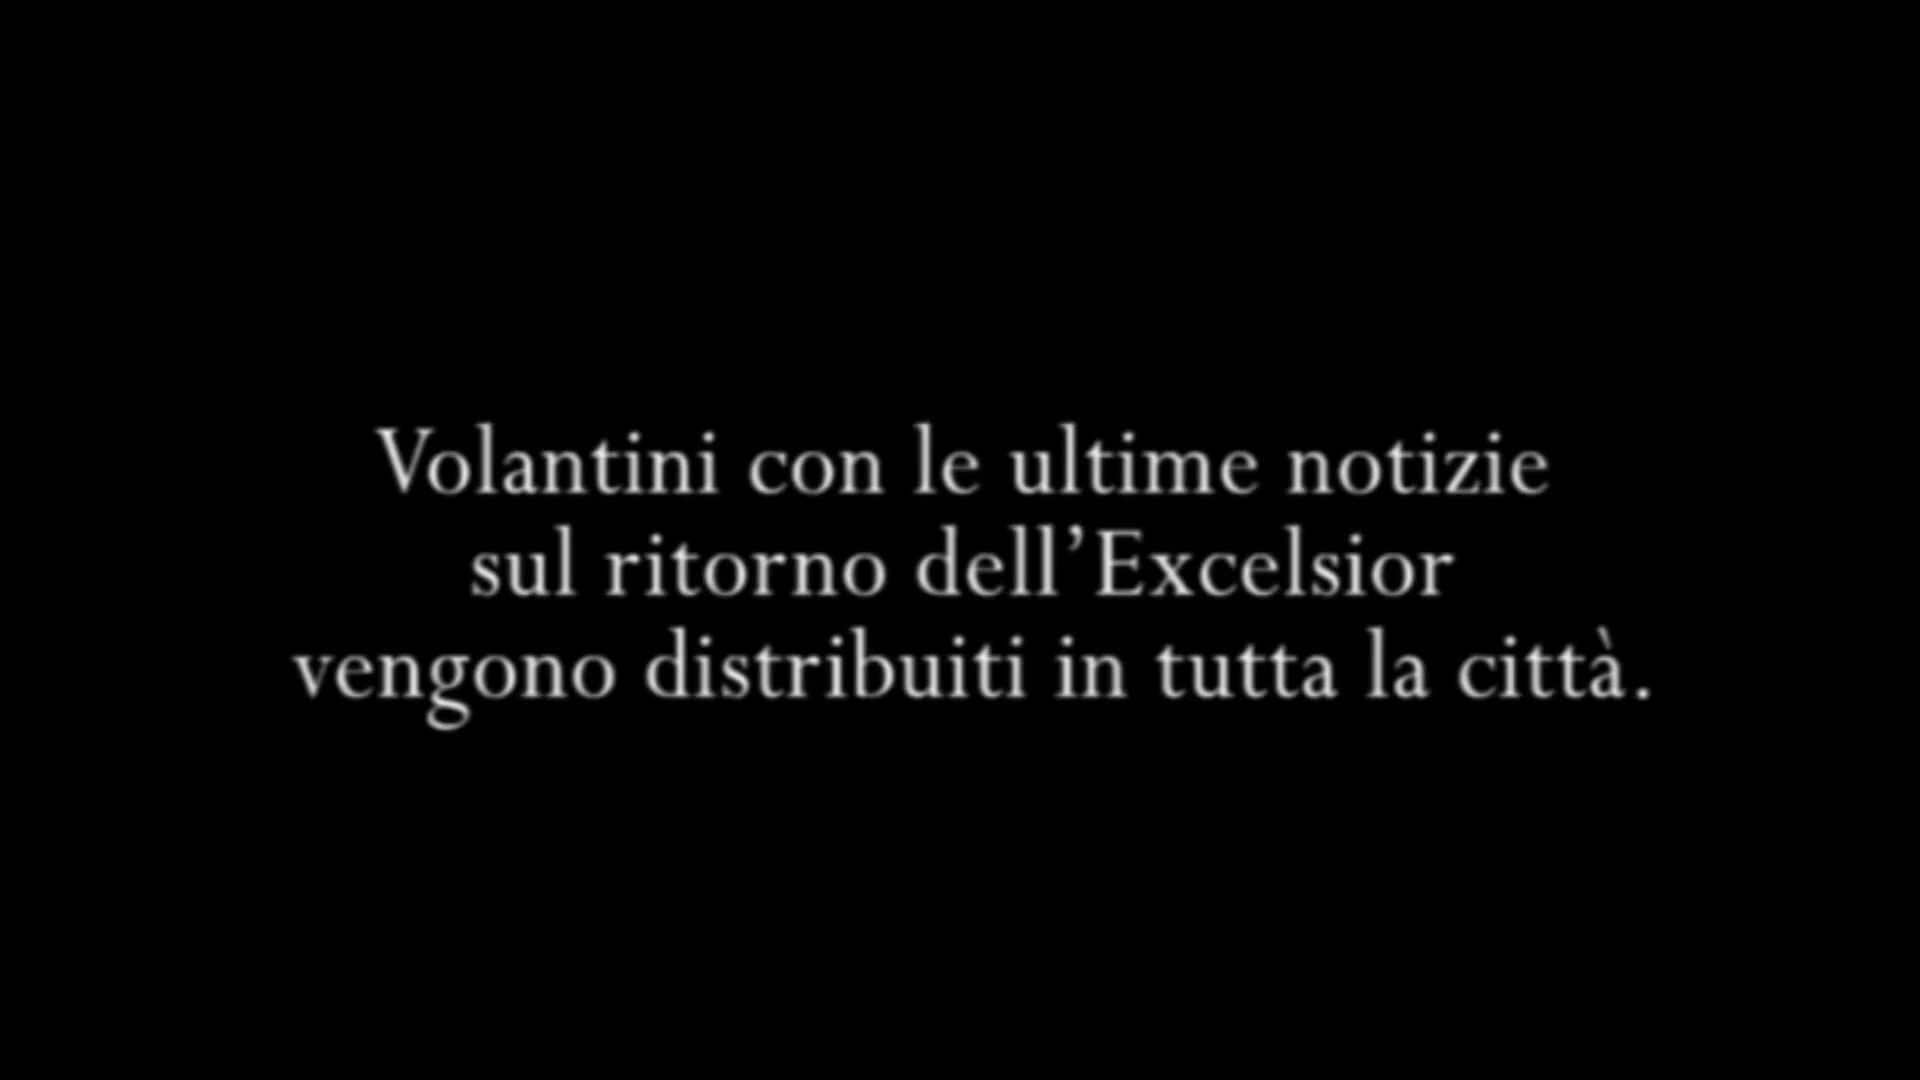 Volantini con le ultime notizie
sul ritorno dell’Excelsior
vengono distribuiti in tutta la città.